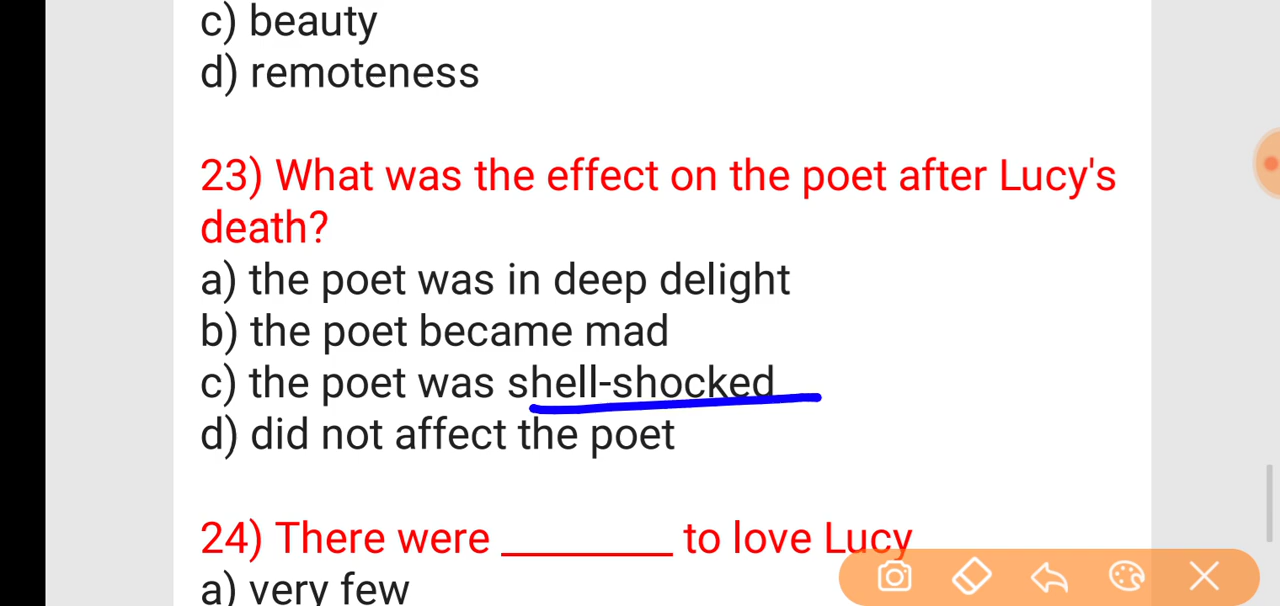 c) beauty
d) remoteness
23) What was the effect on the poet after Lucy's
death?
a) the poet was in deep delight
b) the poet became mad
c) the poet was shell-shocked
d) did not affect the poet
24) There were ________ to love Lucy
a) very few